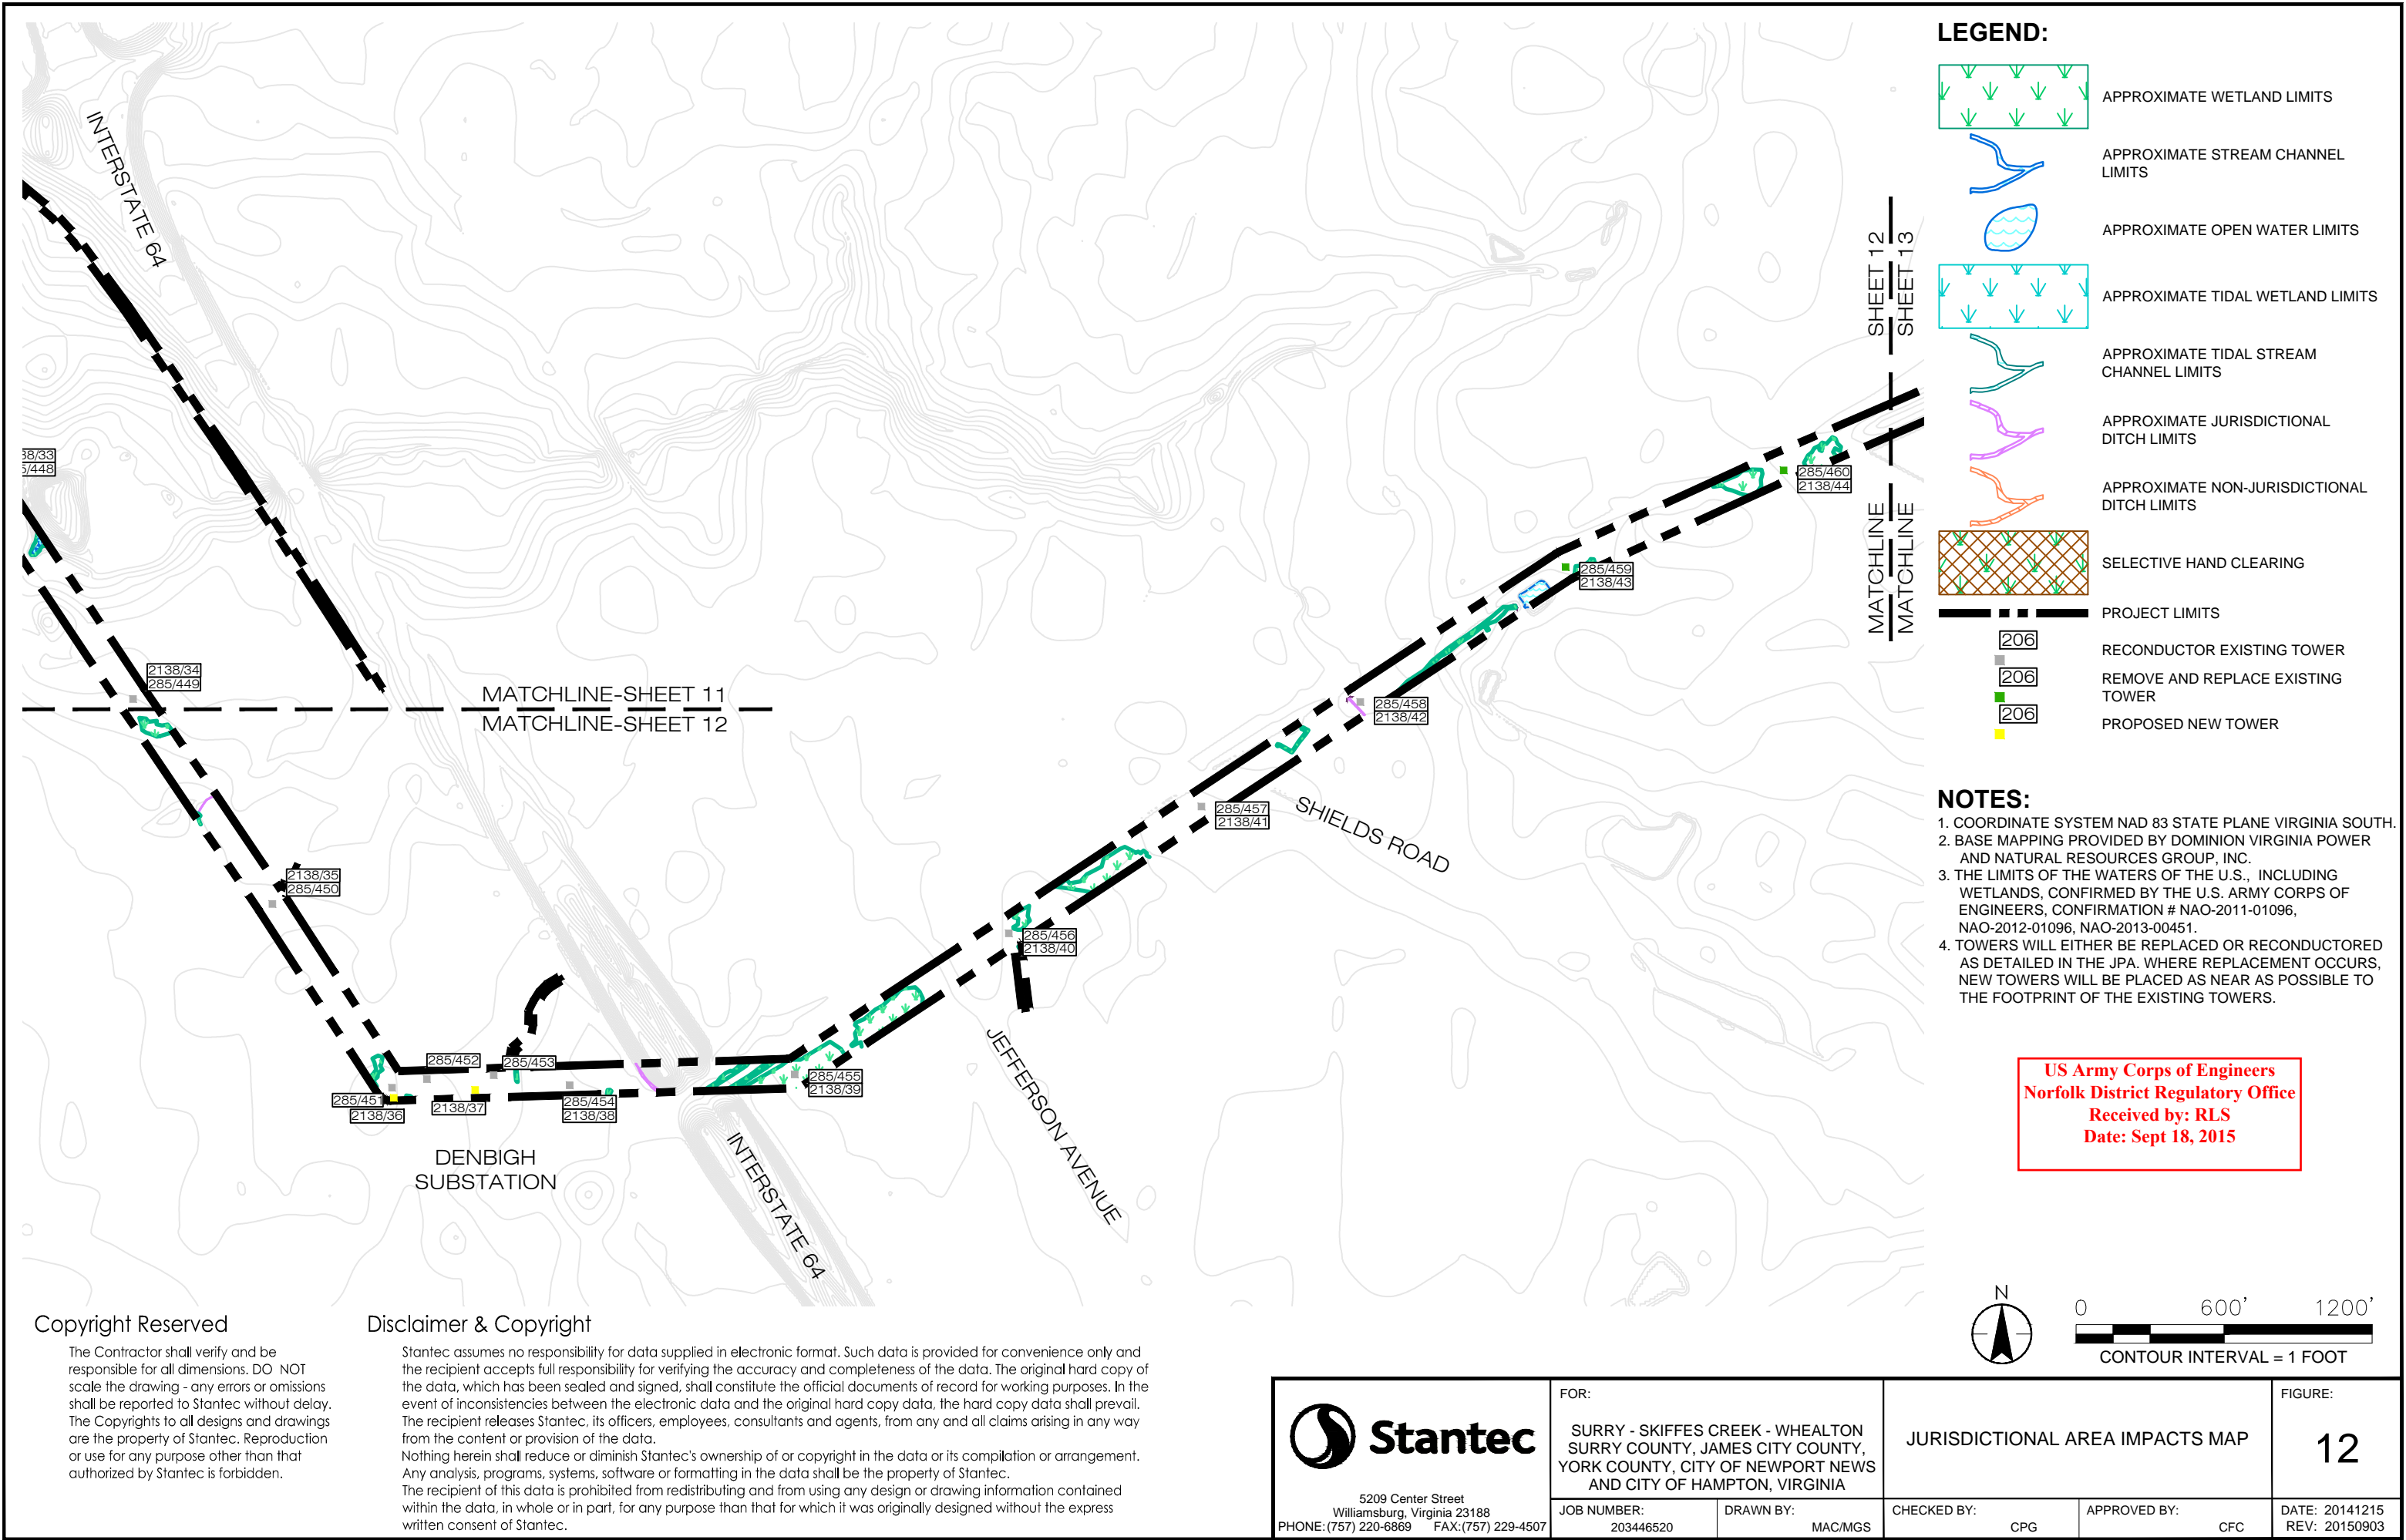 INTERSTATE 64
38/33
5/448
2138/34
285/449
MATCHLINE-SHEET 11
MATCHLINE-SHEET 12
2138/35
285/450
285/452
285/453
285/451
2138/36
2138/37
285/454
2138/38
DENBIGH
SUBSTATION
INTERSTATE 64
285/455
2138/39
JEFFERSON AVENUE
285/456
2138/40
285/457
2138/41
SHIELDS ROAD
285/458
2138/42
285/459
2138/43
285/460
2138/44
MATCHLINE SHEET 12
MATCHLINE SHEET 13
LEGEND:
APPROXIMATE WETLAND LIMITS
APPROXIMATE STREAM CHANNEL
LIMITS
APPROXIMATE OPEN WATER LIMITS
APPROXIMATE TIDAL WETLAND LIMITS
APPROXIMATE TIDAL STREAM
CHANNEL LIMITS
APPROXIMATE JURISDICTIONAL
DITCH LIMITS
APPROXIMATE NON-JURISDICTIONAL
DITCH LIMITS
SELECTIVE HAND CLEARING
PROJECT LIMITS
206
RECONDUCTOR EXISTING TOWER
206
REMOVE AND REPLACE EXISTING
TOWER
206
PROPOSED NEW TOWER
NOTES:
1. COORDINATE SYSTEM NAD 83 STATE PLANE VIRGINIA SOUTH.
2. BASE MAPPING PROVIDED BY DOMINION VIRGINIA POWER
AND NATURAL RESOURCES GROUP, INC.
3. THE LIMITS OF THE WATERS OF THE U.S., INCLUDING
WETLANDS, CONFIRMED BY THE U.S. ARMY CORPS OF
ENGINEERS, CONFIRMATION # NAO-2011-01096,
NAO-2012-01096, NAO-2013-00451.
4. TOWERS WILL EITHER BE REPLACED OR RECONDUCTORED
AS DETAILED IN THE JPA. WHERE REPLACEMENT OCCURS,
NEW TOWERS WILL BE PLACED AS NEAR AS POSSIBLE TO
THE FOOTPRINT OF THE EXISTING TOWERS.
US Army Corps of Engineers
Norfolk District Regulatory Office
Received by: RLS
Date: Sept 18, 2015
N
0 600' 1200'
CONTOUR INTERVAL = 1 FOOT
Copyright Reserved
The Contractor shall verify and be
responsible for all dimensions. DO NOT
scale the drawing - any errors or omissions
shall be reported to Stantec without delay.
The Copyrights to all designs and drawings
are the property of Stantec. Reproduction
or use for any purpose other than that
authorized by Stantec is forbidden.
Disclaimer & Copyright
Stantec assumes no responsibility for data supplied in electronic format. Such data is provided for convenience only and
the recipient accepts full responsibility for verifying the accuracy and completeness of the data. The original hard copy of
the data, which has been sealed and signed, shall constitute the official documents of record for working purposes. In the
event of inconsistencies between the electronic data and the original hard copy data, the hard copy data shall prevail.
The recipient releases Stantec, its officers, employees, consultants and agents, from any and all claims arising in any way
from the content or provision of the data.
Nothing herein shall reduce or diminish Stantec's ownership of or copyright in the data or its compilation or arrangement.
Any analysis, programs, systems, software or formatting in the data shall be the property of Stantec.
The recipient of this data is prohibited from redistributing and from using any design or drawing information contained
within the data, in whole or in part, for any purpose than that for which it was originally designed without the express
written consent of Stantec.
Stantec
5209 Center Street
Williamsburg, Virginia 23188
PHONE:(757) 220-6869 FAX:(757) 229-4507
FOR:
SURRY - SKIFFES CREEK - WHEALTON
SURRY COUNTY, JAMES CITY COUNTY,
YORK COUNTY, CITY OF NEWPORT NEWS
AND CITY OF HAMPTON, VIRGINIA
JURISDICTIONAL AREA IMPACTS MAP
FIGURE:
12
JOB NUMBER:
203446520
DRAWN BY:
MAC/MGS
CHECKED BY:
CPG
APPROVED BY:
CFC
DATE: 20141215
REV: 20150903